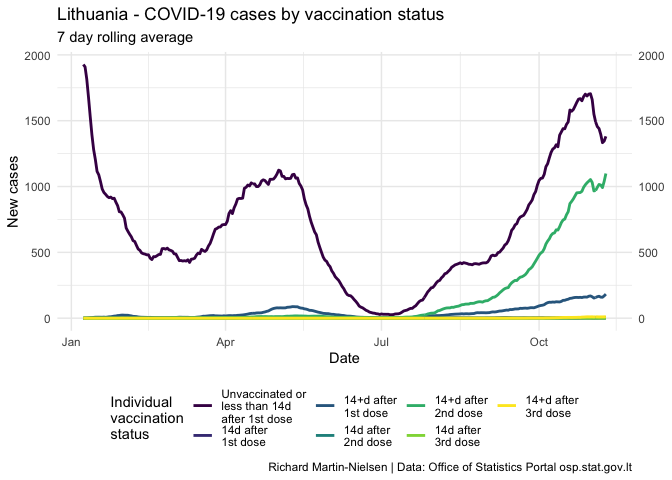 Lithuania - COVID-19 cases by vaccination status
7 day rolling average
2000
2000
1500
1500
1000
1000
500
500
0
0
New cases
Jan
Apr
Jul
Oct
Date
Individual
vaccination
status
Unvaccinated or
less than 14d
after 1st dose
14d after
1st dose
14+d after
1st dose
14d after
2nd dose
14+d after
2nd dose
14d after
3rd dose
14+d after
3rd dose
Richard Martin-Nielsen | Data: Office of Statistics Portal osp.stat.gov.lt